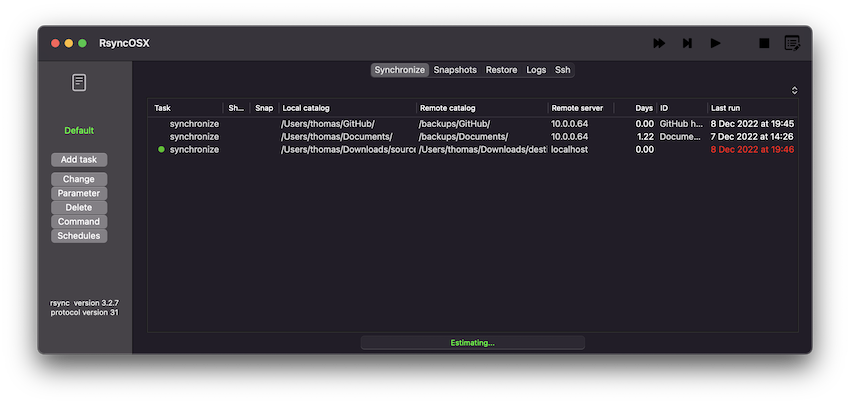 RsyncOSX
Synchronize Snapshots Restore Logs Ssh
Task Sh... Snap Local catalog Remote catalog Remote server Days ID Last run
synchronize /Users/thomas/GitHub/ /backups/GitHub/ 10.0.0.64 0.00 GitHub h... 8 Dec 2022 at 19:45
synchronize /Users/thomas/Documents/ /backups/Documents/ 10.0.0.64 1.22 Docume... 7 Dec 2022 at 14:26
synchronize /Users/thomas/Downloads/source /Users/thomas/Downloads/desti localhost 0.00 8 Dec 2022 at 19:46
Default
Add task
Change
Parameter
Delete
Command
Schedules
rsync version 3.2.7
protocol version 31
Estimating...